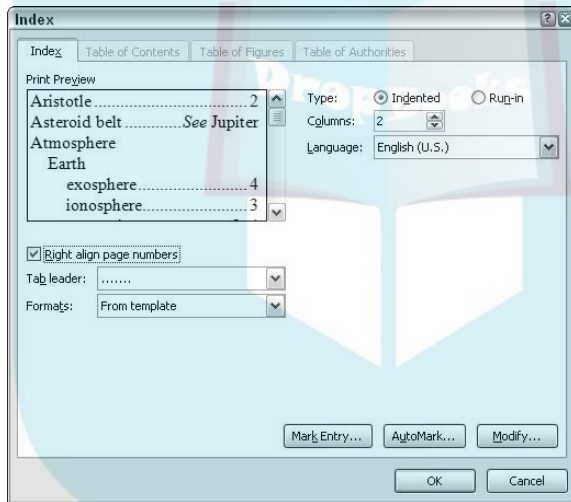 Index
Index Table of Contents Table of Figures Table of Authorities
Print Preview
Aristotle..............................2
Asteroid belt............See Jupiter
Atmosphere
Earth
exosphere.....................4
ionosphere....................3
Type: Indented Run-in
Columns: 2
Language: English (U.S.)
Right align page numbers
Tab leader: .......
Formats: From template
Mark Entry... AutoMark... Modify...
OK Cancel